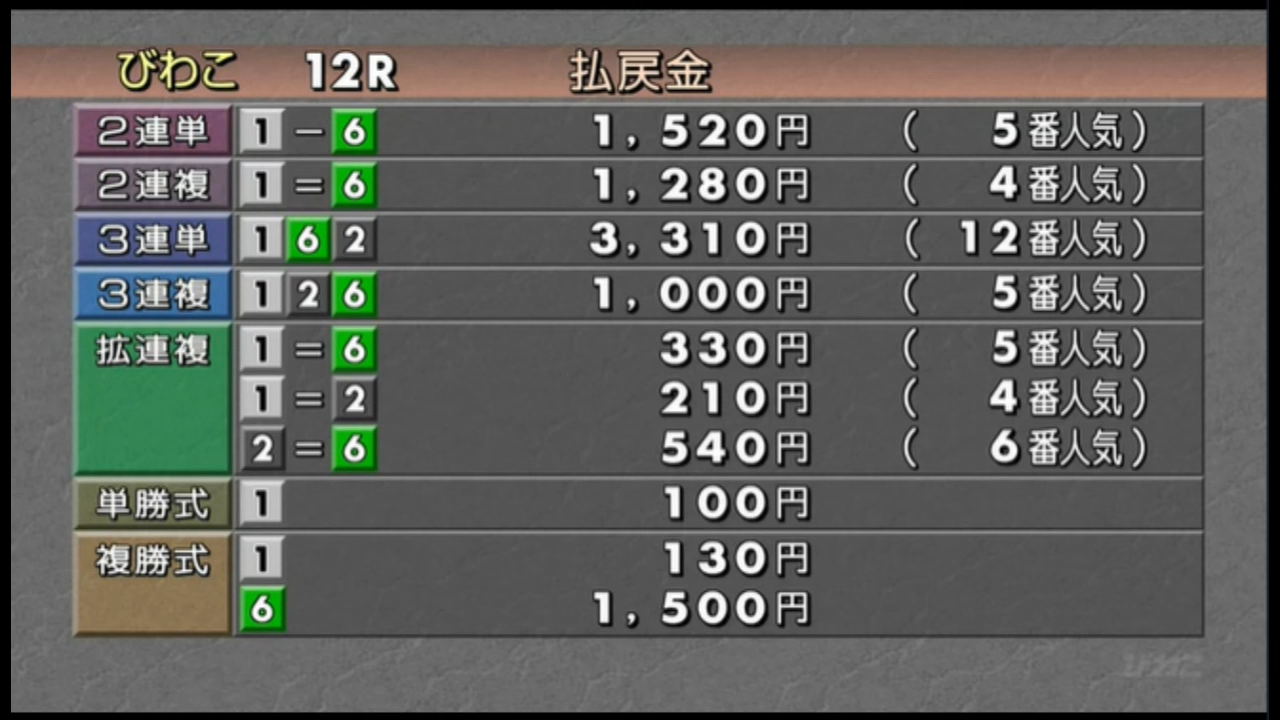 びわこ 12R 払戻金
2連単 1-6 1,520円 (5番人気)
2連複 1=6 1,280円 (4番人気)
3連単 1 6 2 3,310円 (12番人気)
3連複 1 2 6 1,000円 (5番人気)
拡連複 1=6 330円 (5番人気)
1=2 210円 (4番人気)
2=6 540円 (6番人気)
単勝式 1 100円
複勝式 1 130円
6 1,500円
びわこ